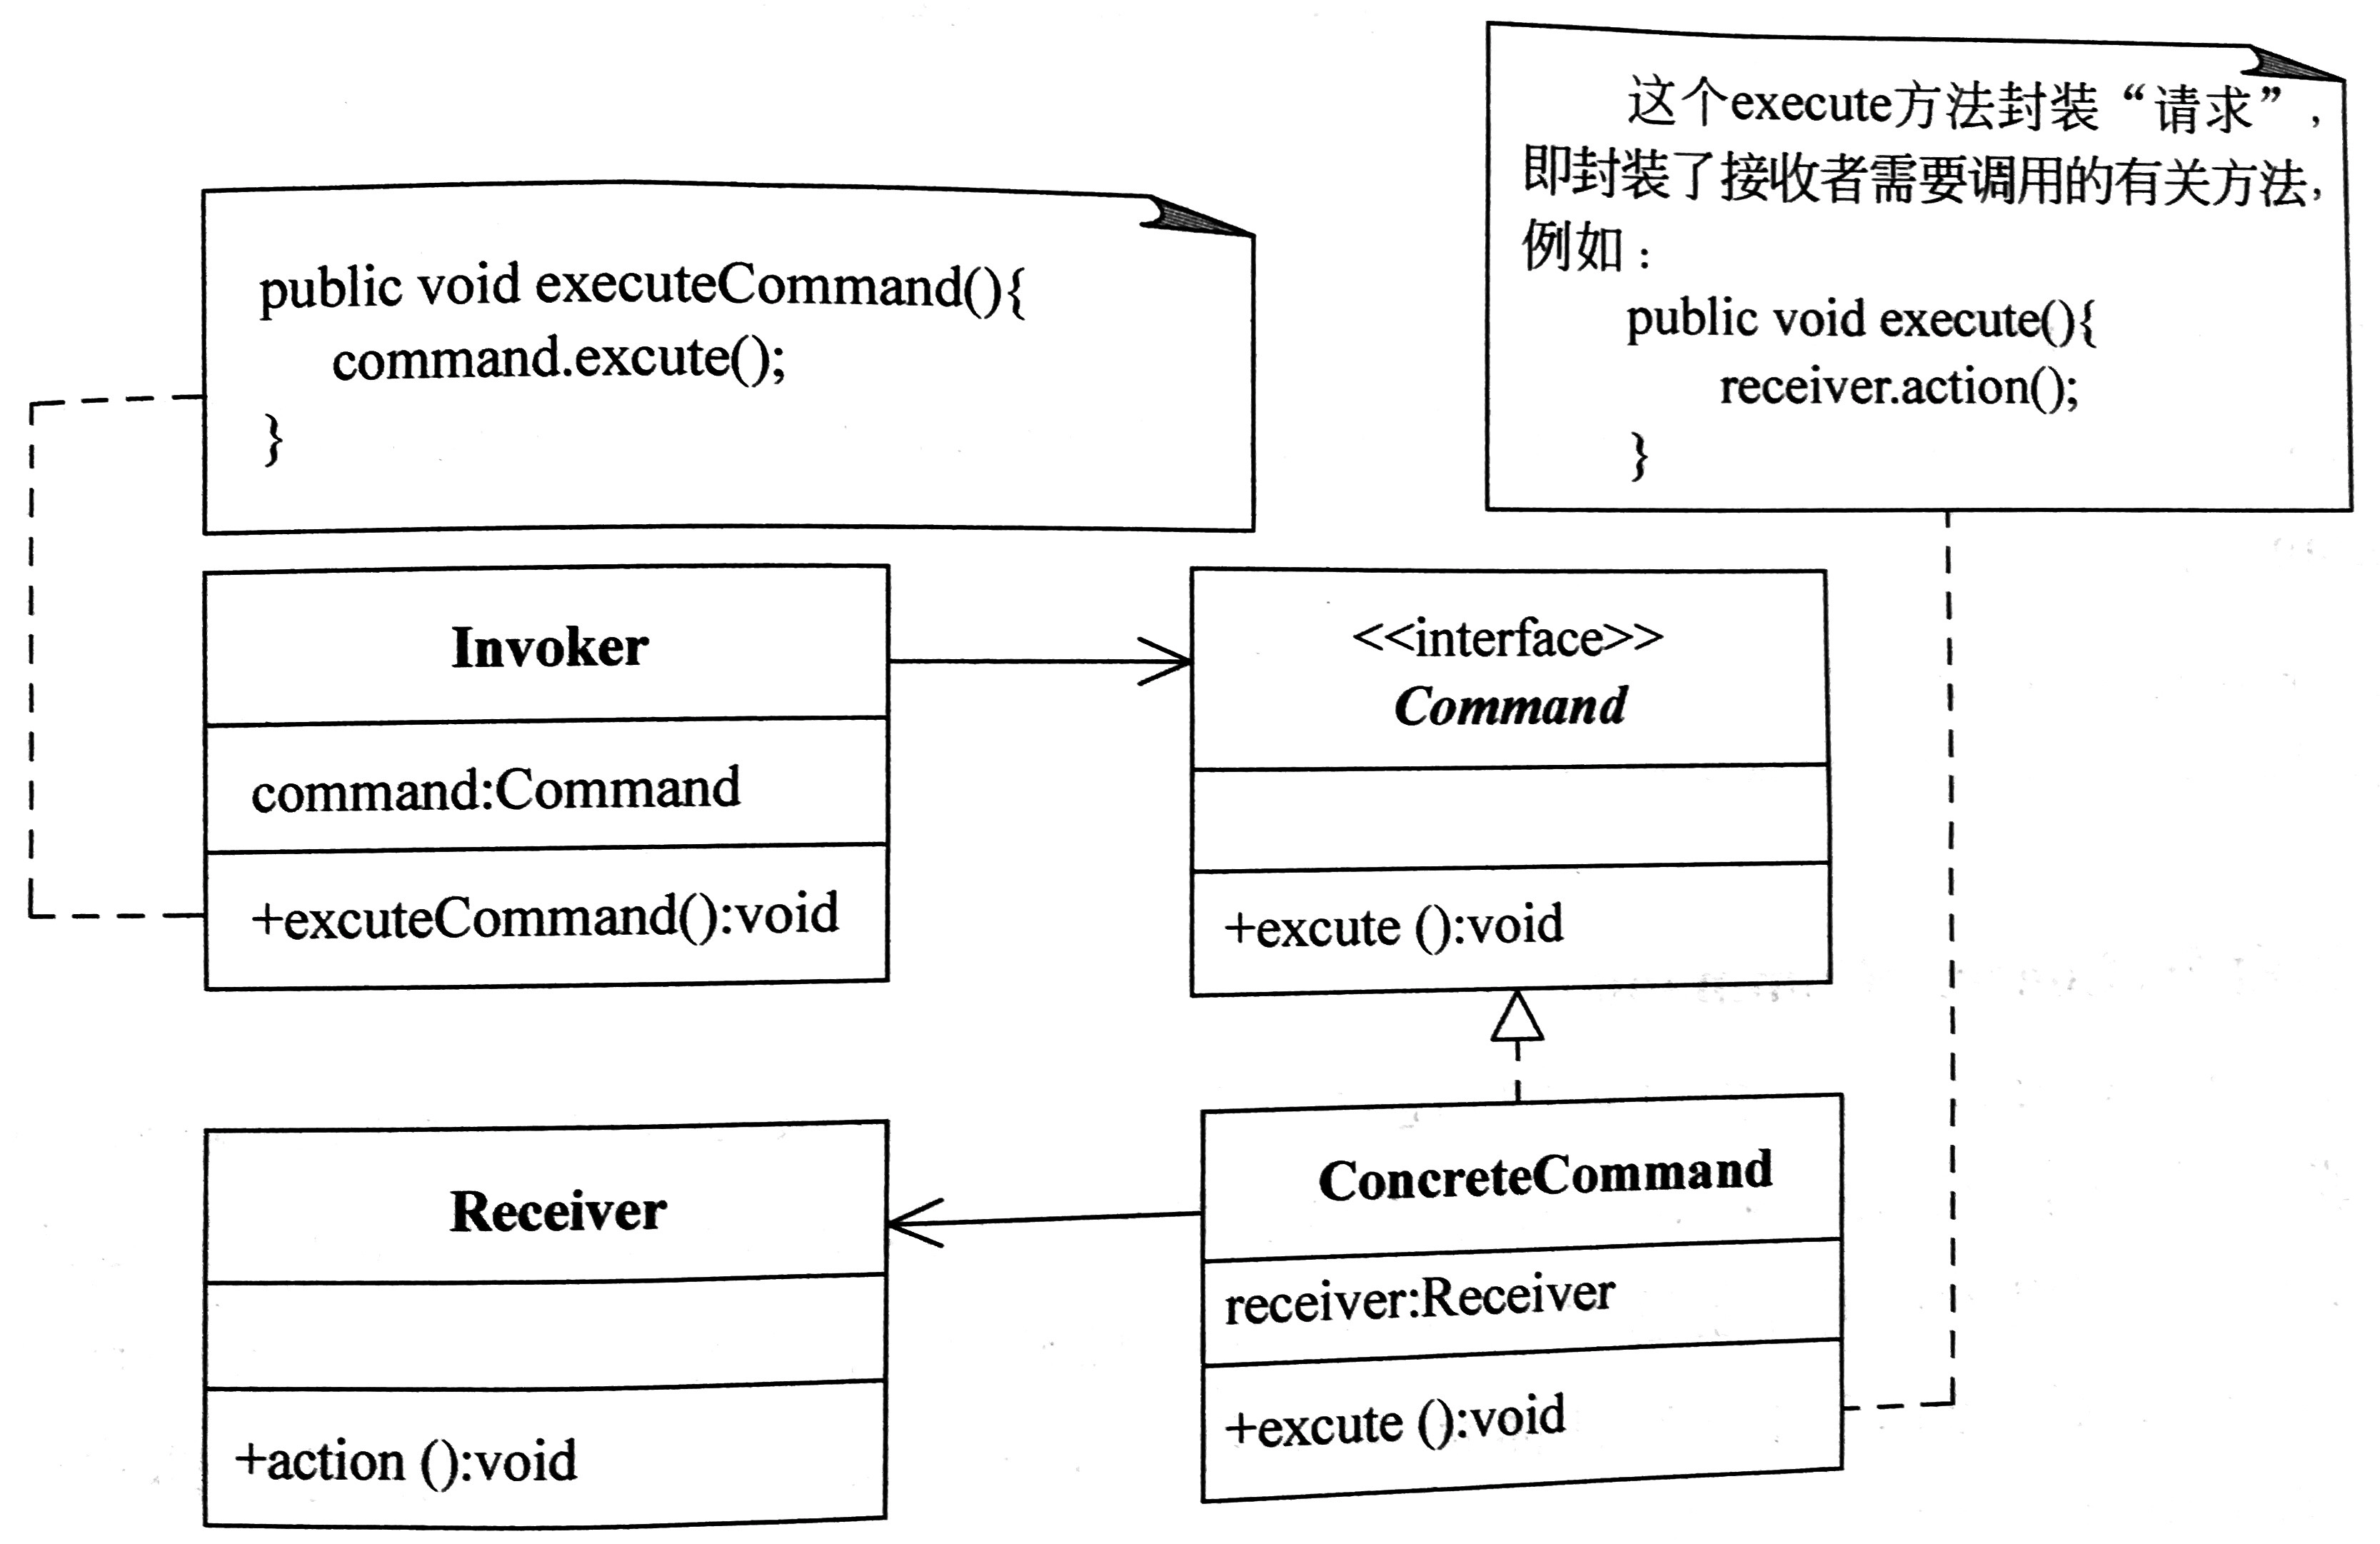 这个execute方法封装“请求”，
即封装了接收者需要调用的有关方法，
例如：
public void execute(){
receiver.action();
}
public void executeCommand(){
command.excute();
}
Invoker
command:Command
+excuteCommand():void
<<interface>>
Command
+excute ():void
Receiver
+action ():void
ConcreteCommand
receiver:Receiver
+excute ():void